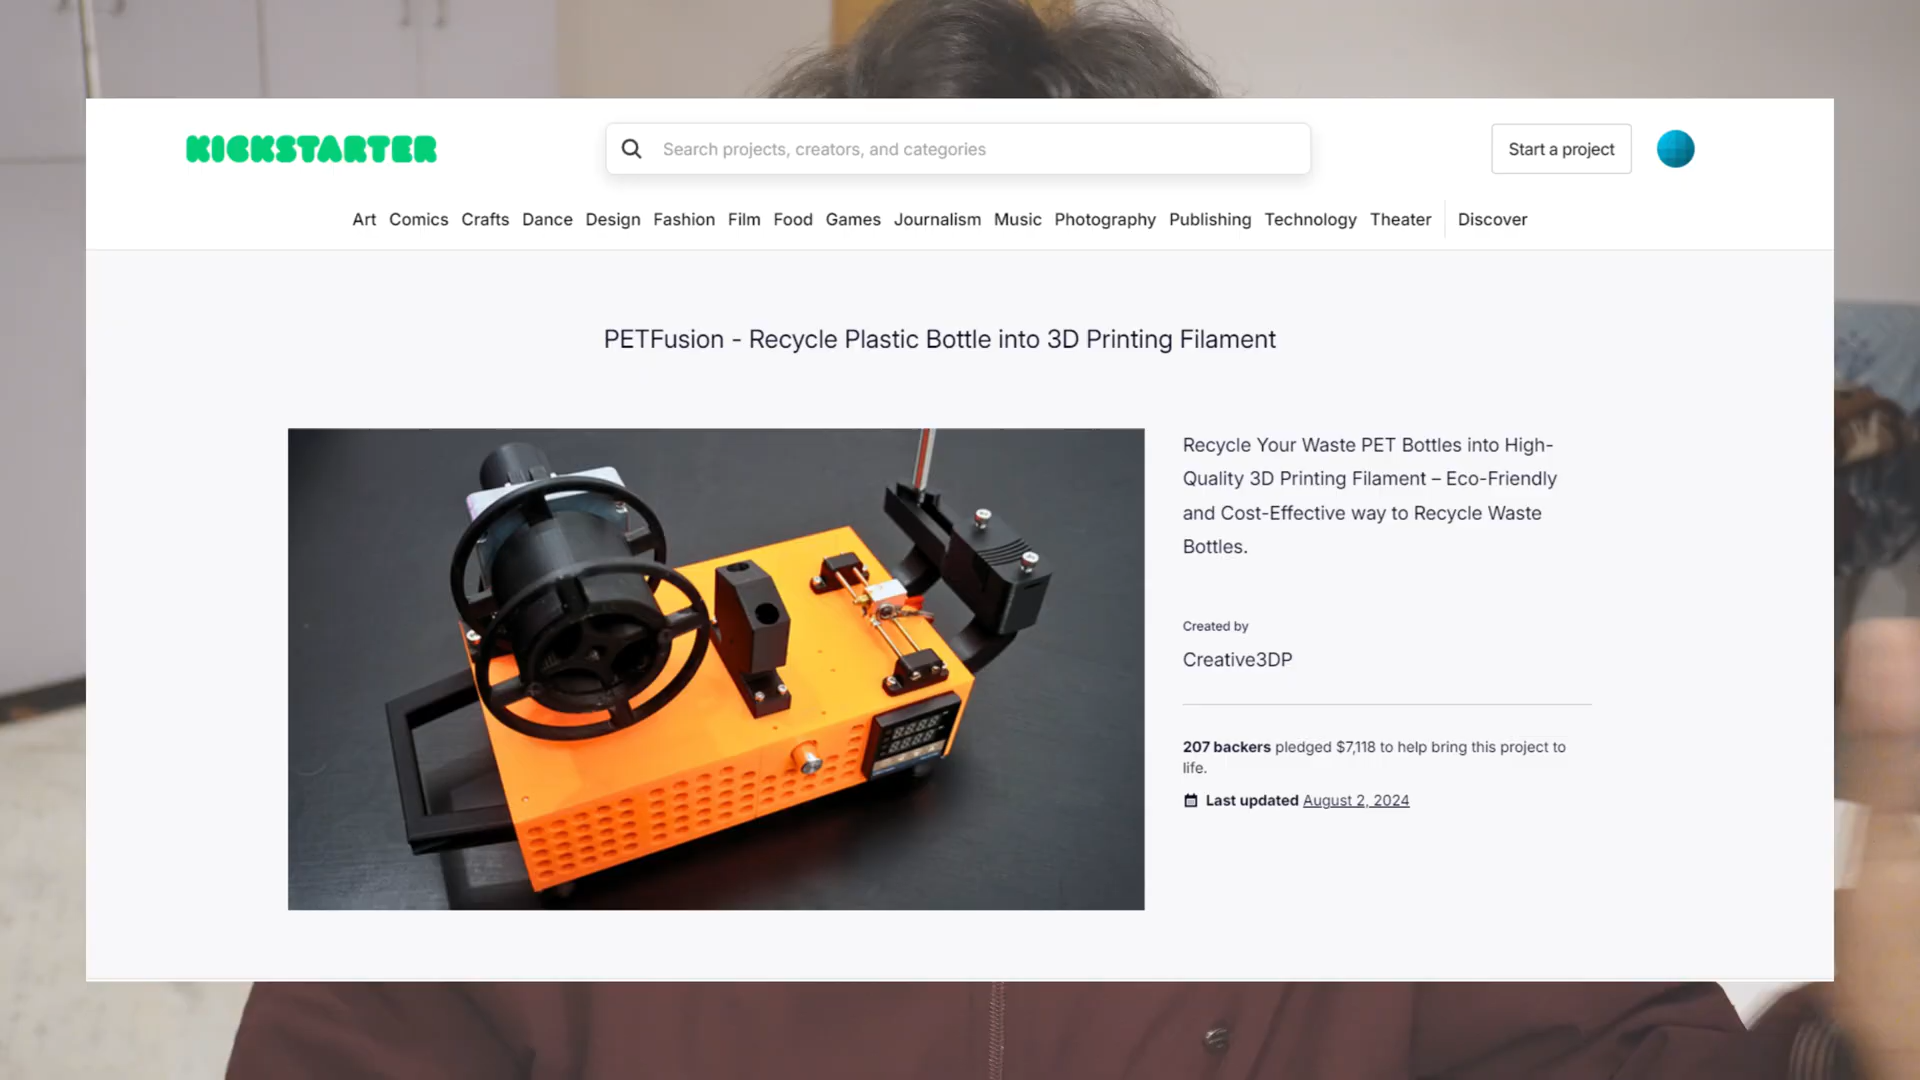 KICKSTARTER
Search projects, creators, and categories
Start a project
Art Comics Crafts Dance Design Fashion Film Food Games Journalism Music Photography Publishing Technology Theater Discover
PETFusion - Recycle Plastic Bottle into 3D Printing Filament
Recycle Your Waste PET Bottles into High-
Quality 3D Printing Filament – Eco-Friendly
and Cost-Effective way to Recycle Waste
Bottles.
Created by
Creative3DP
207 backers pledged $7,118 to help bring this project to
life.
Last updated August 2, 2024